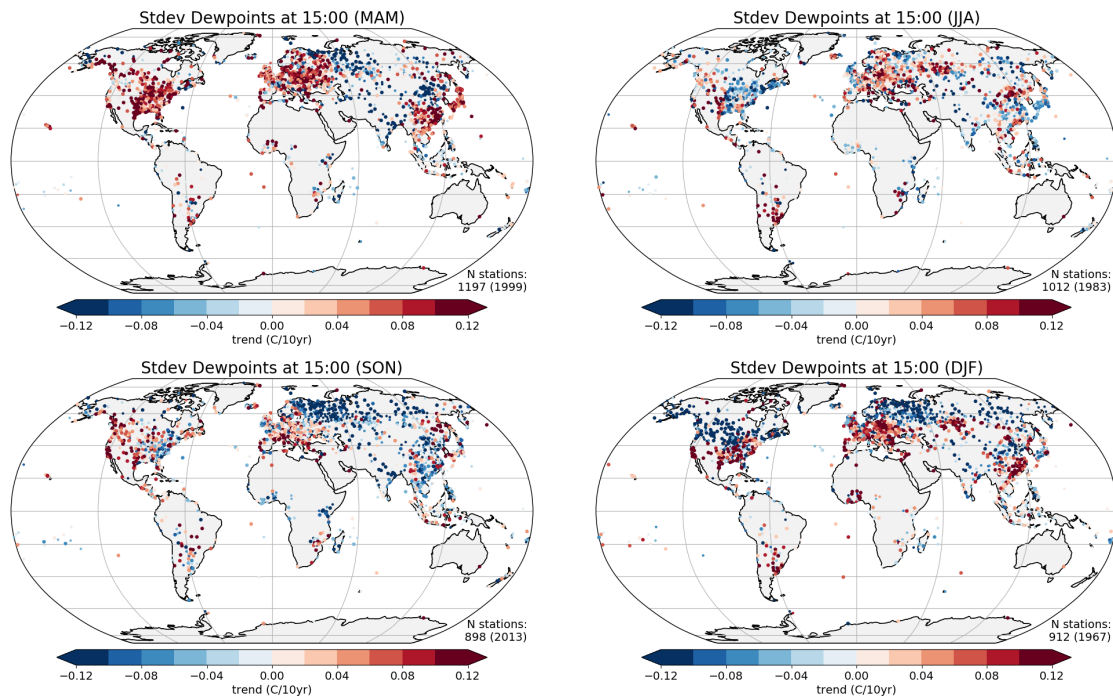 Stdev Dewpoints at 15:00 (MAM)
N stations:
1197 (1999)
−0.12 −0.08 −0.04 0.00 0.04 0.08 0.12
trend (C/10yr)
Stdev Dewpoints at 15:00 (JJA)
N stations:
1012 (1983)
−0.12 −0.08 −0.04 0.00 0.04 0.08 0.12
trend (C/10yr)
Stdev Dewpoints at 15:00 (SON)
N stations:
898 (2013)
−0.12 −0.08 −0.04 0.00 0.04 0.08 0.12
trend (C/10yr)
Stdev Dewpoints at 15:00 (DJF)
N stations:
912 (1967)
−0.12 −0.08 −0.04 0.00 0.04 0.08 0.12
trend (C/10yr)